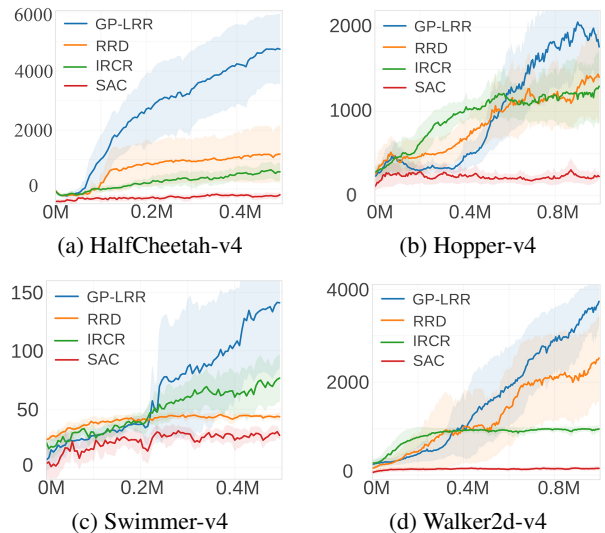 6000
4000
2000
0
GP-LRR
RRD
IRCR
SAC
0M 0.2M 0.4M
(a) HalfCheetah-v4
2000
1000
0
GP-LRR
RRD
IRCR
SAC
0M 0.4M 0.8M
(b) Hopper-v4
150
100
50
0
GP-LRR
RRD
IRCR
SAC
0M 0.2M 0.4M
(c) Swimmer-v4
4000
2000
0
GP-LRR
RRD
IRCR
SAC
0M 0.4M 0.8M
(d) Walker2d-v4